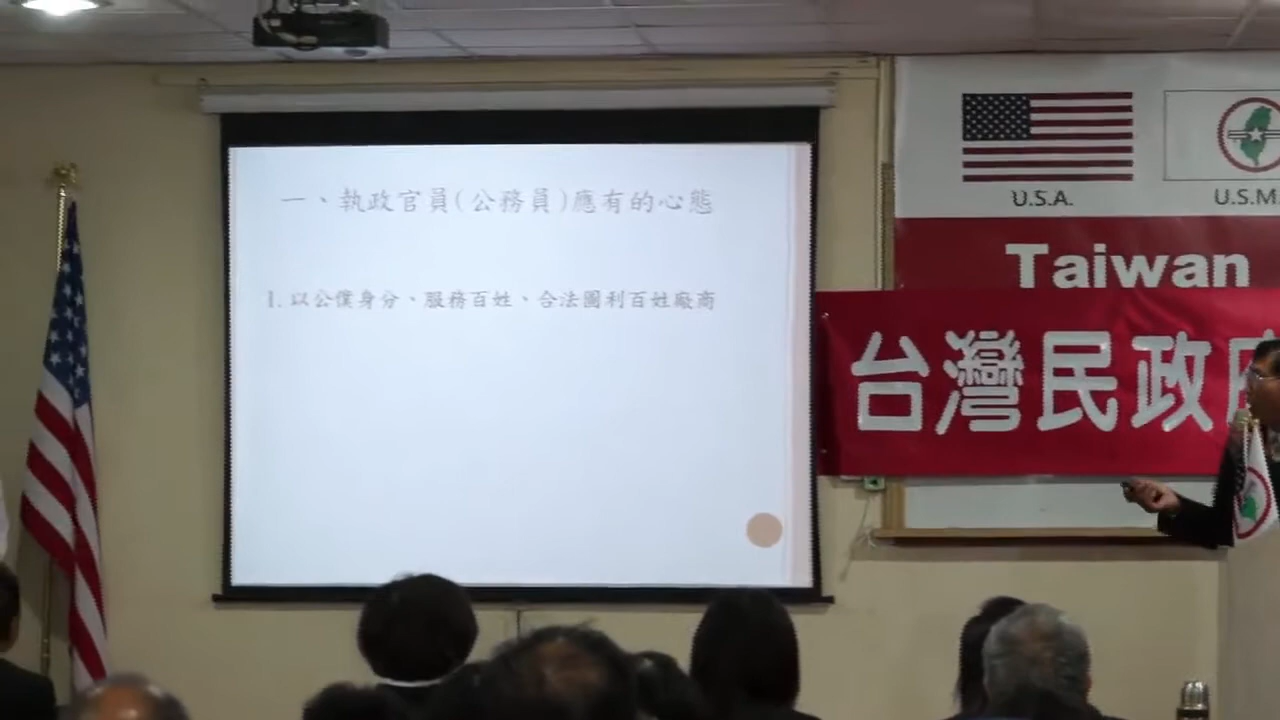 一、執政官員(公務員)應有的心態
1. 以公僕身分、服務百姓、合法圖利百姓廠商
U.S.A.
U.S.M.
Taiwan
台灣民政府